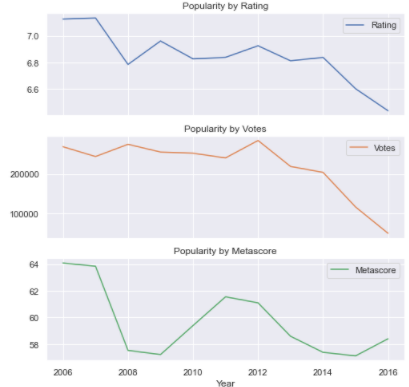 Popularity by Rating
Rating
7.0
6.8
6.6
Popularity by Votes
Votes
200000
100000
Popularity by Metascore
Metascore
64
62
60
58
2006 2008 2010 2012 2014 2016
Year